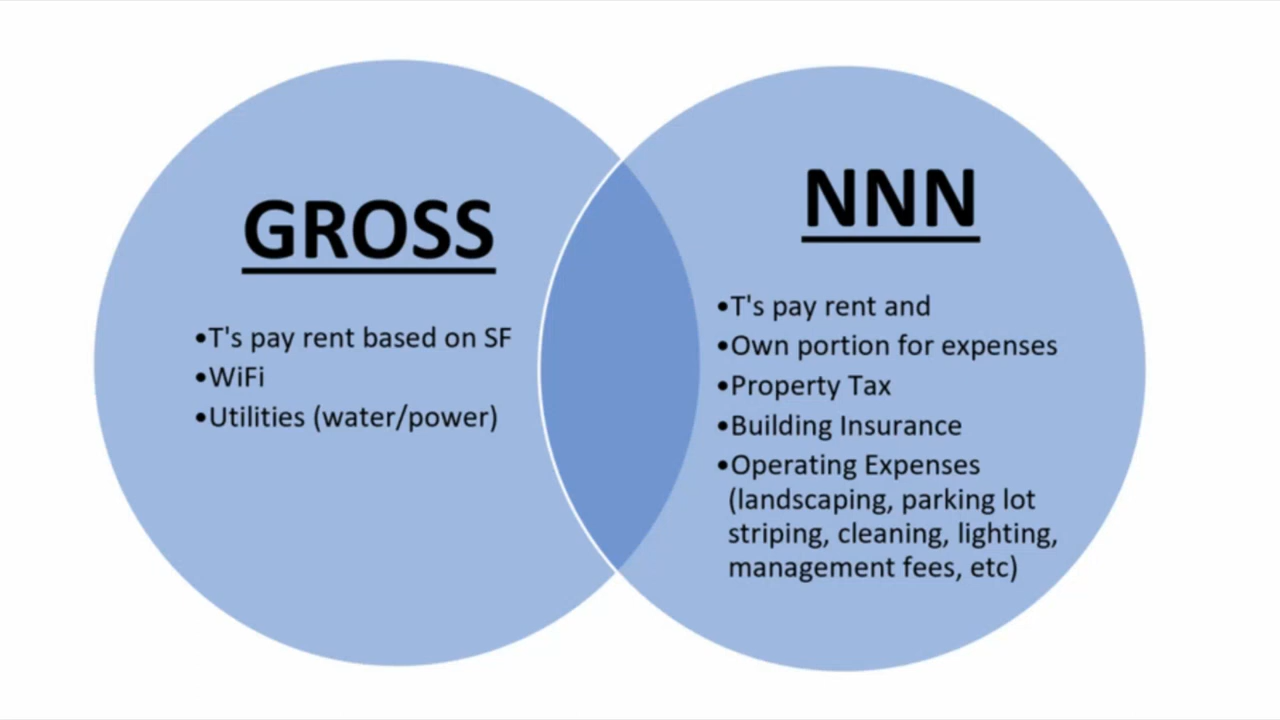 GROSS
•T's pay rent based on SF
•WiFi
•Utilities (water/power)
NNN
•T's pay rent and
•Own portion for expenses
•Property Tax
•Building Insurance
•Operating Expenses
(landscaping, parking lot
striping, cleaning, lighting,
management fees, etc)